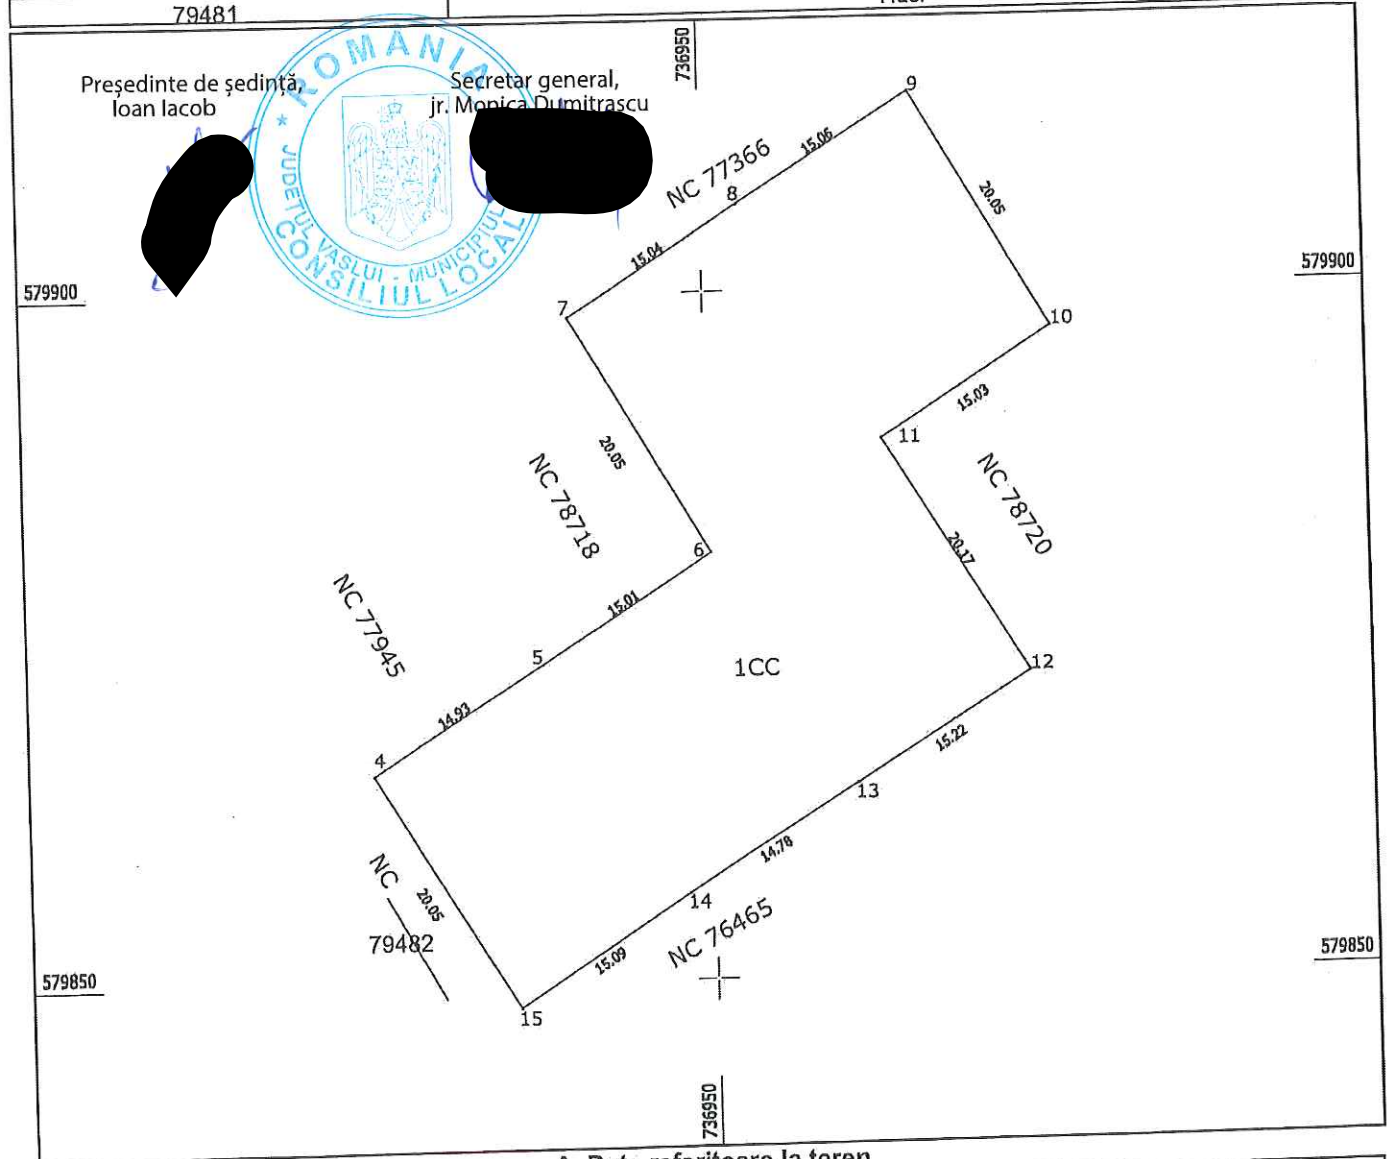 79481
Președinte de ședință,
Ioan Iacob
Secretar general,
jr. Monica Dumitrașcu
* ROMANIA
JUDETUL VASLUI - MUNICIPIUL
CONSILIUL LOCAL
736950
9
15.06
NC 77366
8
20.05
15.04
579900
579900
7
10
15.03
11
20.05
NC 78718
NC 78720
20.17
6
15.01
NC 77945
5
1CC
12
14.93
15.22
4
13
14.78
NC
20.05
14
79482
NC 76465
15.09
579850
579850
15
736950